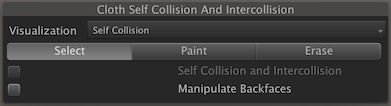 Cloth Self Collision And Intercollision
Visualization Self Collision
Select Paint Erase
Self Collision and Intercollision
Manipulate Backfaces